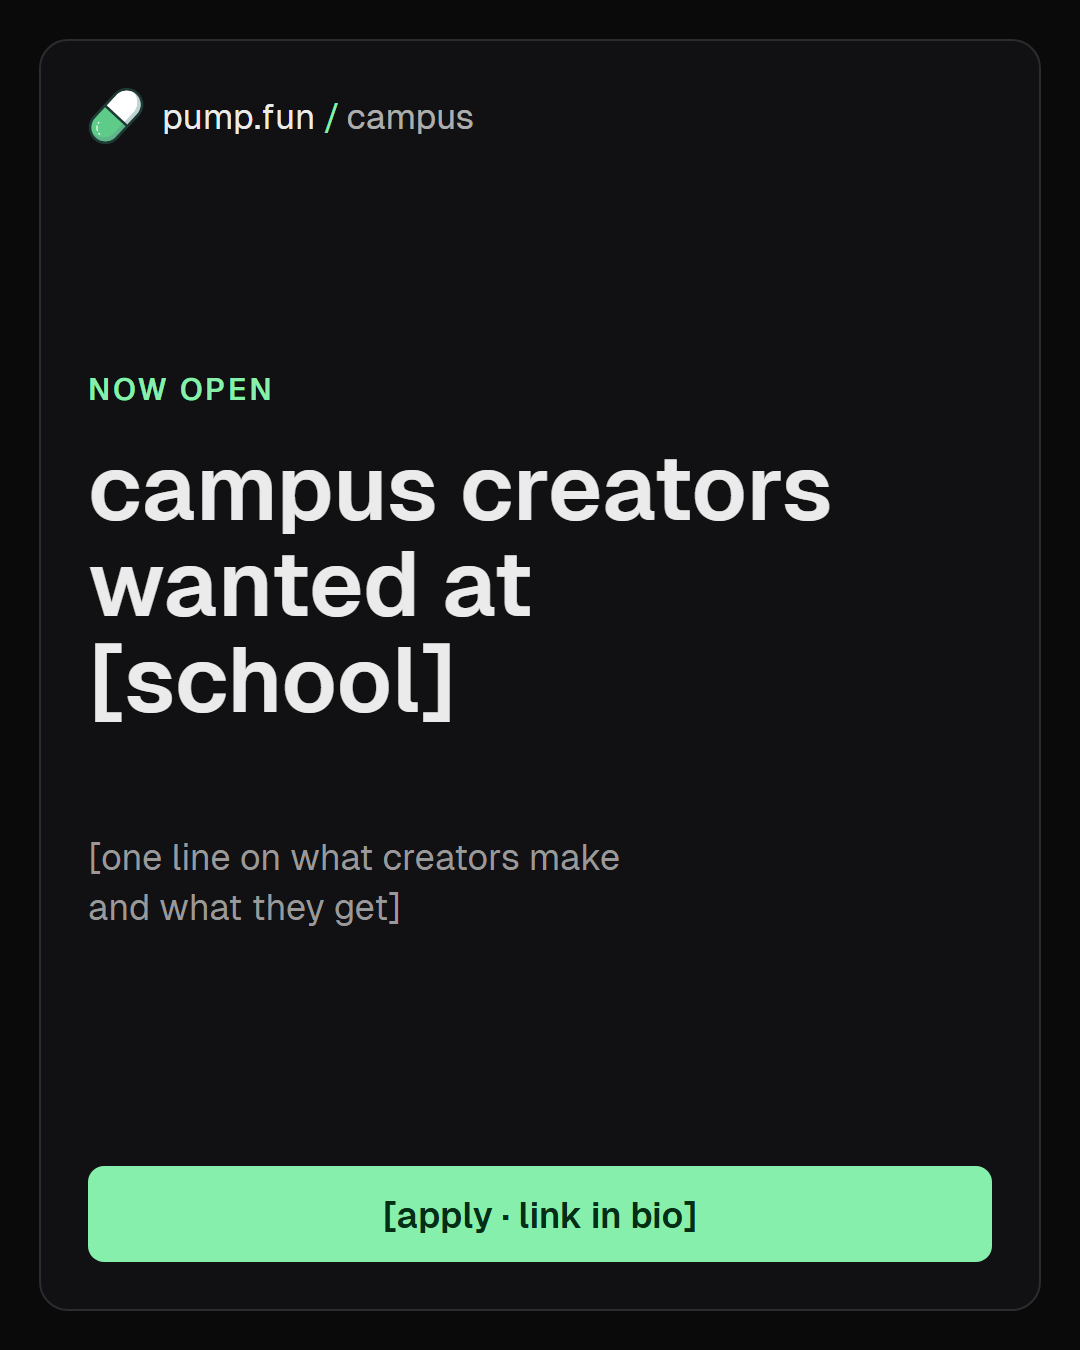 pump.fun / campus
NOW OPEN
campus creators
wanted at
[school]
[one line on what creators make
and what they get]
[apply · link in bio]